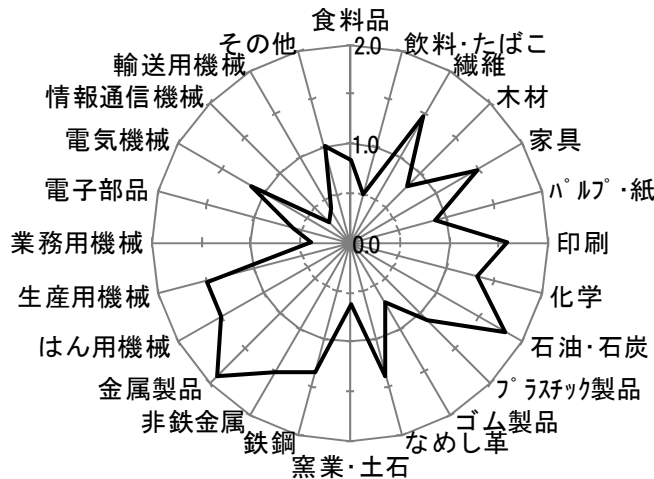 食料品
飲料・たばこ
繊維
木材
家具
ﾊﾟﾙﾌﾟ・紙
印刷
化学
石油・石炭
ﾌﾟﾗｽﾁｯｸ製品
ゴム製品
なめし革
窯業・土石
鉄鋼
非鉄金属
金属製品
はん用機械
生産用機械
業務用機械
電子部品
電気機械
情報通信機械
輸送用機械
その他
2.0
1.0
0.0